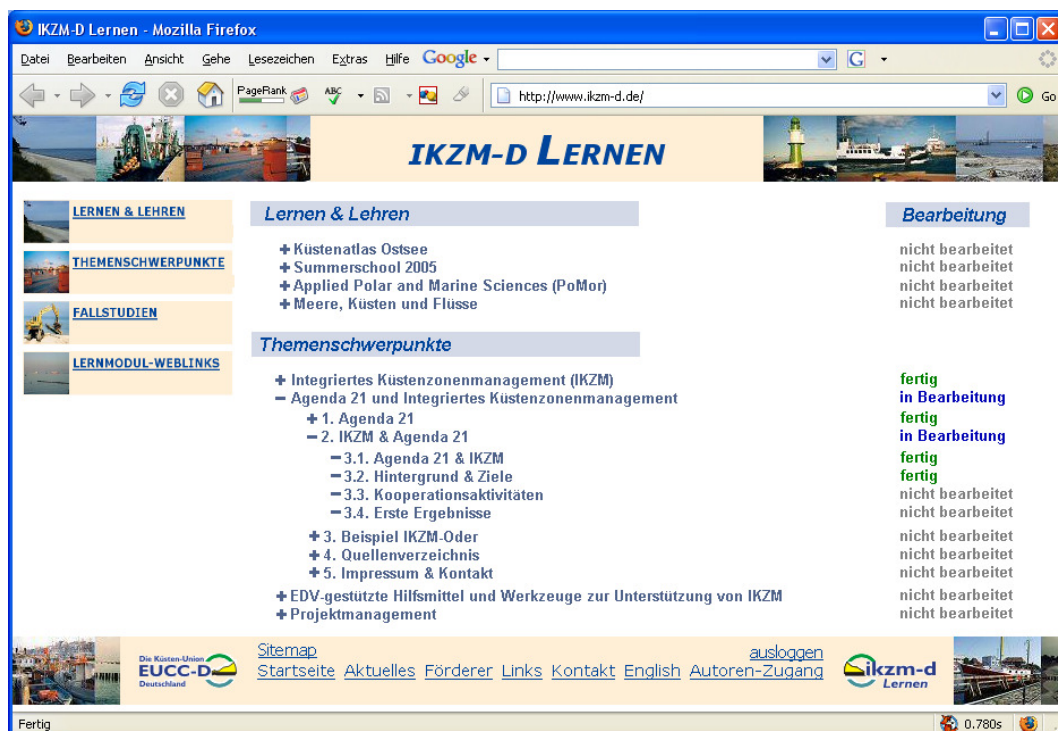 IKZM-D Lernen - Mozilla Firefox
Datei Bearbeiten Ansicht Gehe Lesezeichen Extras Hilfe Google G
PageRank ABC http://www.ikzm-d.de/ Go
IKZM-D LERNEN
LERNEN & LEHREN
THEMENSCHWERPUNKTE
FALLSTUDIEN
LERNMODUL-WEBLINKS
Lernen & Lehren Bearbeitung
+ Küstenatlas Ostsee nicht bearbeitet
+ Summerschool 2005 nicht bearbeitet
+ Applied Polar and Marine Sciences (PoMor) nicht bearbeitet
+ Meere, Küsten und Flüsse nicht bearbeitet
Themenschwerpunkte
+ Integriertes Küstenzonenmanagement (IKZM) fertig
− Agenda 21 und Integriertes Küstenzonenmanagement in Bearbeitung
+ 1. Agenda 21 fertig
− 2. IKZM & Agenda 21 in Bearbeitung
− 3.1. Agenda 21 & IKZM fertig
− 3.2. Hintergrund & Ziele fertig
− 3.3. Kooperationsaktivitäten nicht bearbeitet
− 3.4. Erste Ergebnisse nicht bearbeitet
+ 3. Beispiel IKZM-Oder nicht bearbeitet
+ 4. Quellenverzeichnis nicht bearbeitet
+ 5. Impressum & Kontakt nicht bearbeitet
+ EDV-gestützte Hilfsmittel und Werkzeuge zur Unterstützung von IKZM nicht bearbeitet
+ Projektmanagement nicht bearbeitet
Die Küsten-Union
EUCC-D
Deutschland
Sitemap ausloggen
Startseite Aktuelles Förderer Links Kontakt English Autoren-Zugang
ikzm-d
Lernen
Fertig 0.780s